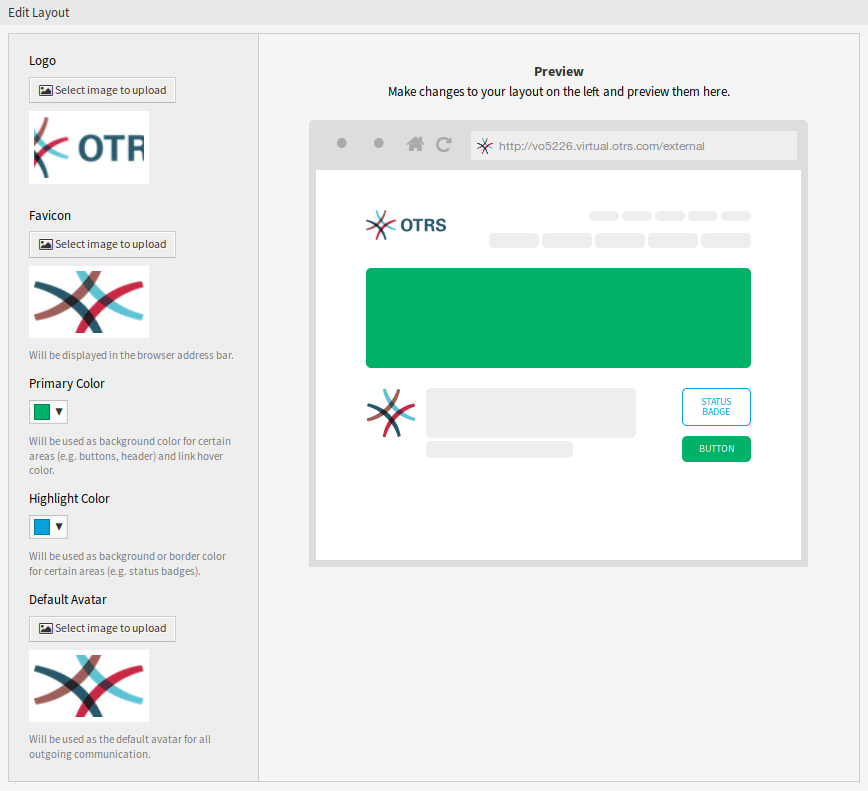 Edit Layout
Logo
Select image to upload
OTR
Favicon
Select image to upload
Will be displayed in the browser address bar.
Primary Color
Will be used as background color for certain
areas (e.g. buttons, header) and link hover
color.
Highlight Color
Will be used as background or border color
for certain areas (e.g. status badges).
Default Avatar
Select image to upload
Will be used as the default avatar for all
outgoing communication.
Preview
Make changes to your layout on the left and preview them here.
http://vo5226.virtual.otrs.com/external
OTRS
STATUS
BADGE
BUTTON